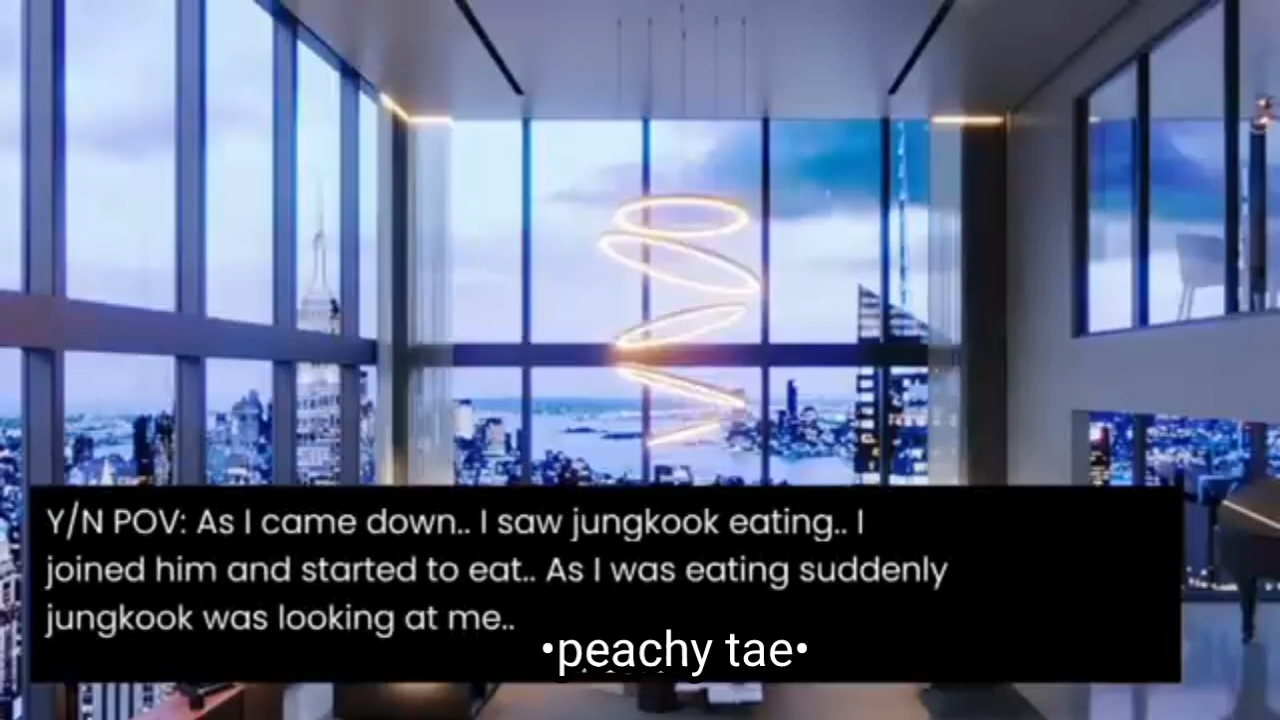 Y/N POV: As I came down.. I saw jungkook eating.. I
joined him and started to eat.. As I was eating suddenly
jungkook was looking at me..
•peachy tae•